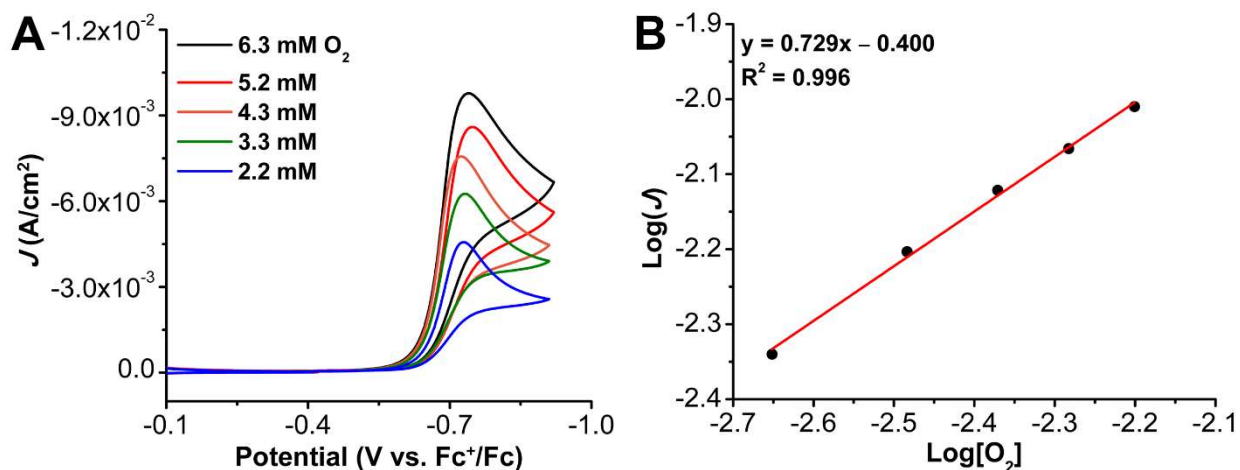 A
-1.2x10⁻²
-9.0x10⁻³
-6.0x10⁻³
-3.0x10⁻³
0.0
J (A/cm²)
6.3 mM O₂
5.2 mM
4.3 mM
3.3 mM
2.2 mM
-0.1
-0.4
-0.7
-1.0
Potential (V vs. Fc⁺/Fc)
B
y = 0.729x – 0.400
R² = 0.996
-1.9
-2.0
-2.1
-2.2
-2.3
-2.4
Log(J)
-2.7
-2.6
-2.5
-2.4
-2.3
-2.2
-2.1
Log[O₂]